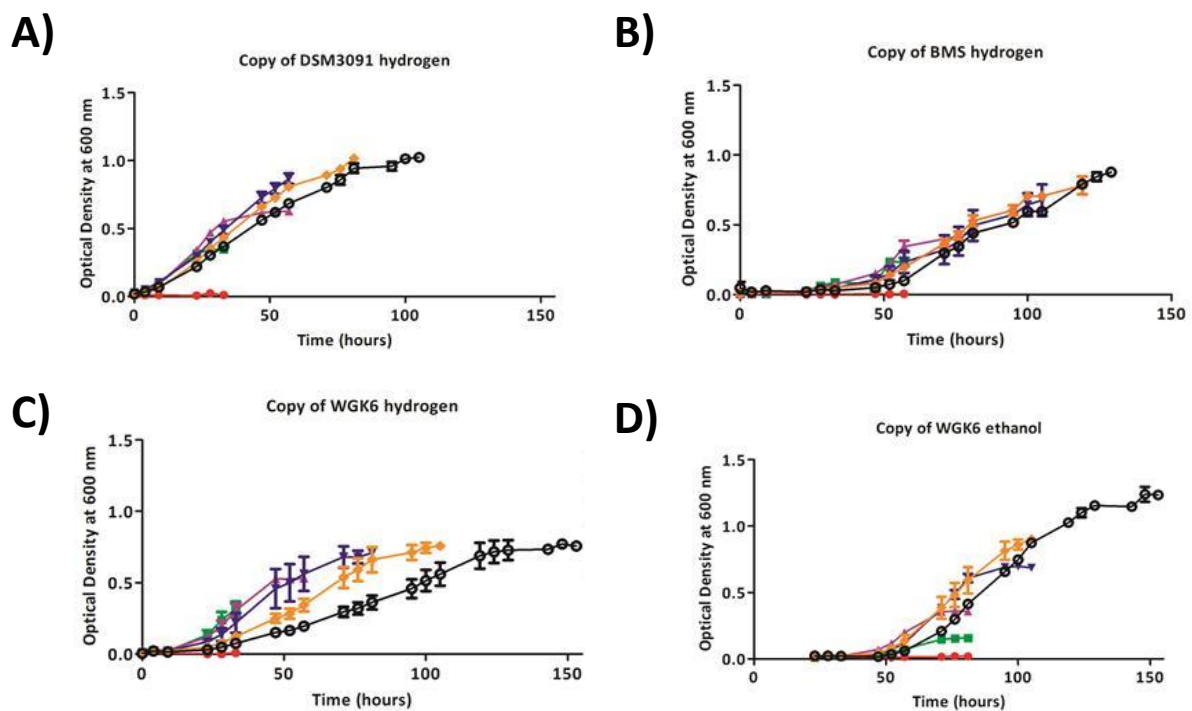 A)
Copy of DSM3091 hydrogen
Optical Density at 600 nm
1.5
1.0
0.5
0.0
0
50
100
150
Time (hours)
B)
Copy of BMS hydrogen
Optical Density at 600 nm
1.5
1.0
0.5
0.0
0
50
100
150
Time (hours)
C)
Copy of WGK6 hydrogen
Optical Density at 600 nm
1.5
1.0
0.5
0.0
0
50
100
150
Time (hours)
D)
Copy of WGK6 ethanol
Optical Density at 600 nm
1.5
1.0
0.5
0.0
0
50
100
150
Time (hours)